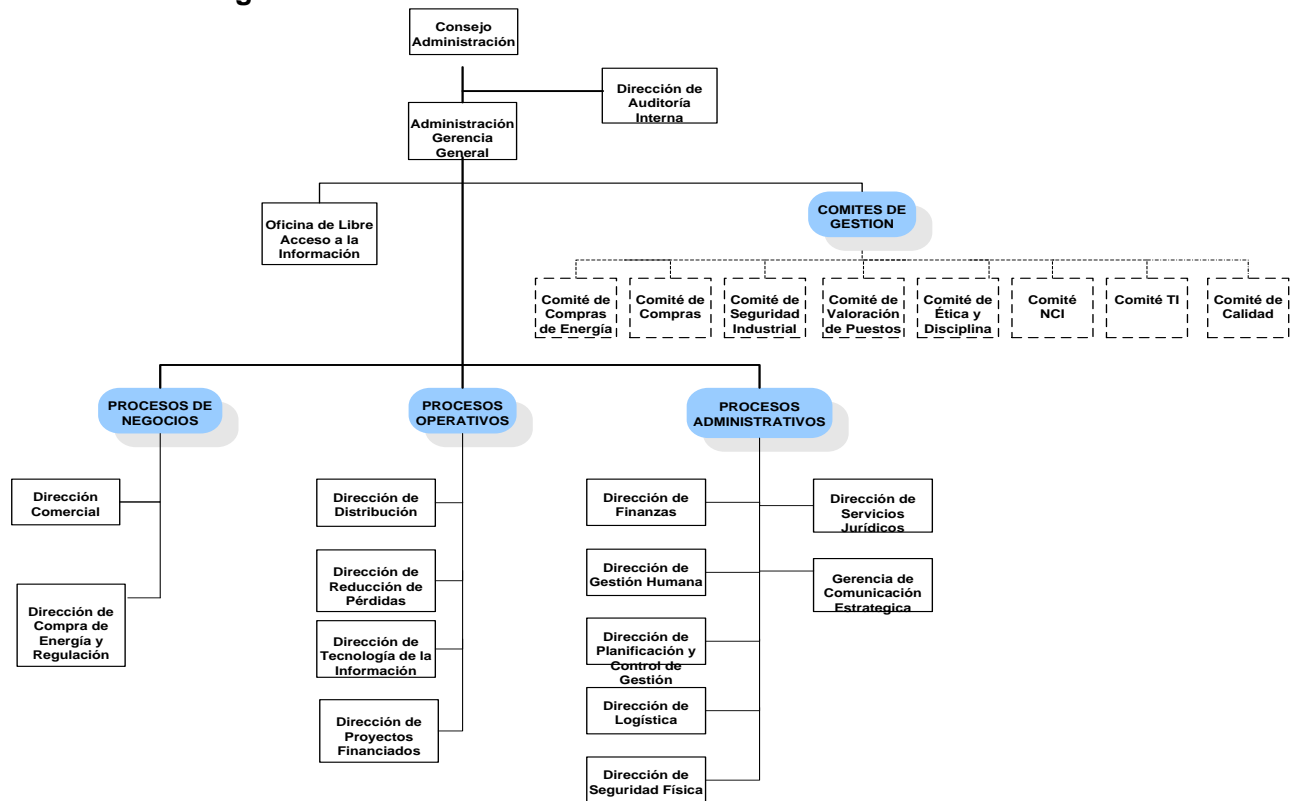 Consejo
Administración
Dirección de
Auditoría
Interna
Administración
Gerencia
General
Oficina de Libre
Acceso a la
Información
COMITES DE
GESTION
Comité de
Compras
de Energía
Comité de
Compras
Comité de
Seguridad
Industrial
Comité de
Valoración
de Puestos
Comité de
Ética y
Disciplina
Comité
NCI
Comité TI
Comité de
Calidad
PROCESOS DE
NEGOCIOS
PROCESOS
OPERATIVOS
PROCESOS
ADMINISTRATIVOS
Dirección
Comercial
Dirección de
Compra de
Energía y
Regulación
Dirección de
Distribución
Dirección de
Reducción de
Pérdidas
Dirección de
Tecnología de la
Información
Dirección de
Proyectos
Financiados
Dirección de
Finanzas
Dirección de
Gestión Humana
Dirección de
Planificación y
Control de
Gestión
Dirección de
Logística
Dirección de
Seguridad Física
Dirección de
Servicios
Jurídicos
Gerencia de
Comunicación
Estrategica